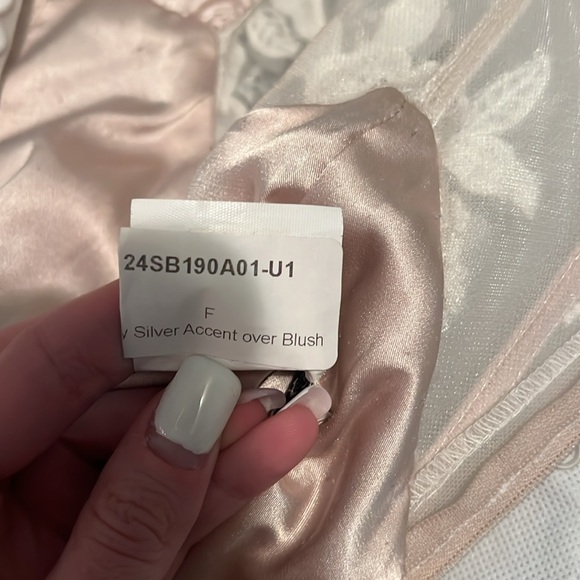 24SB190A01-U1
F
Silver Accent over Blush